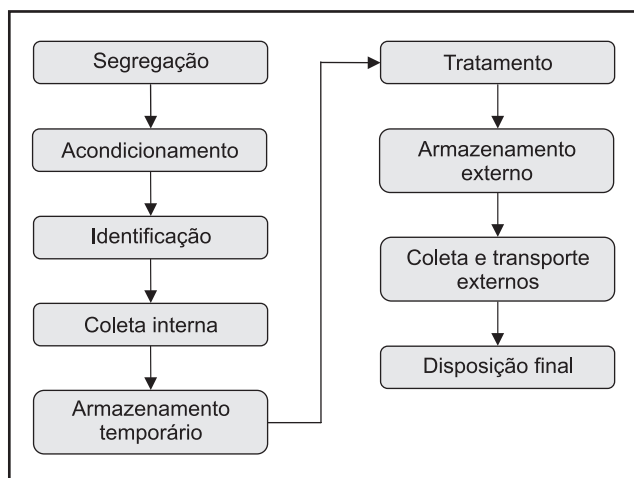 Segregação
Acondicionamento
Identificação
Coleta interna
Armazenamento
temporário
Tratamento
Armazenamento
externo
Coleta e transporte
externos
Disposição final